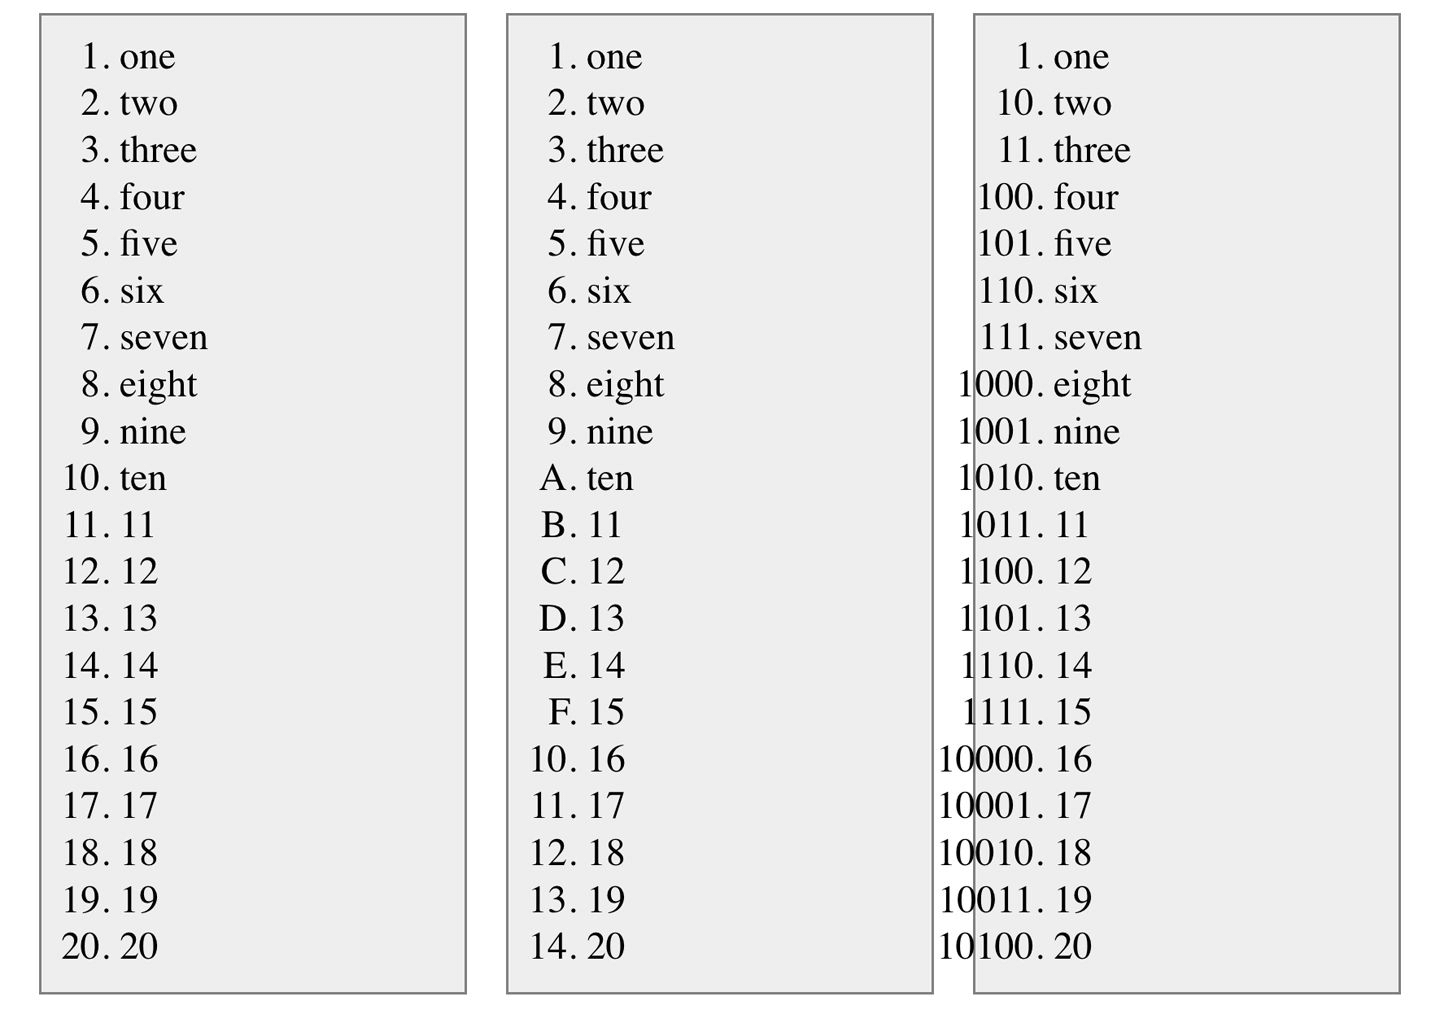 1. one
2. two
3. three
4. four
5. five
6. six
7. seven
8. eight
9. nine
10. ten
11. 11
12. 12
13. 13
14. 14
15. 15
16. 16
17. 17
18. 18
19. 19
20. 20
1. one
2. two
3. three
4. four
5. five
6. six
7. seven
8. eight
9. nine
A. ten
B. 11
C. 12
D. 13
E. 14
F. 15
10. 16
11. 17
12. 18
13. 19
14. 20
1. one
10. two
11. three
100. four
101. five
110. six
111. seven
1000. eight
1001. nine
1010. ten
1011. 11
1100. 12
1101. 13
1110. 14
1111. 15
10000. 16
10001. 17
10010. 18
10011. 19
10100. 20